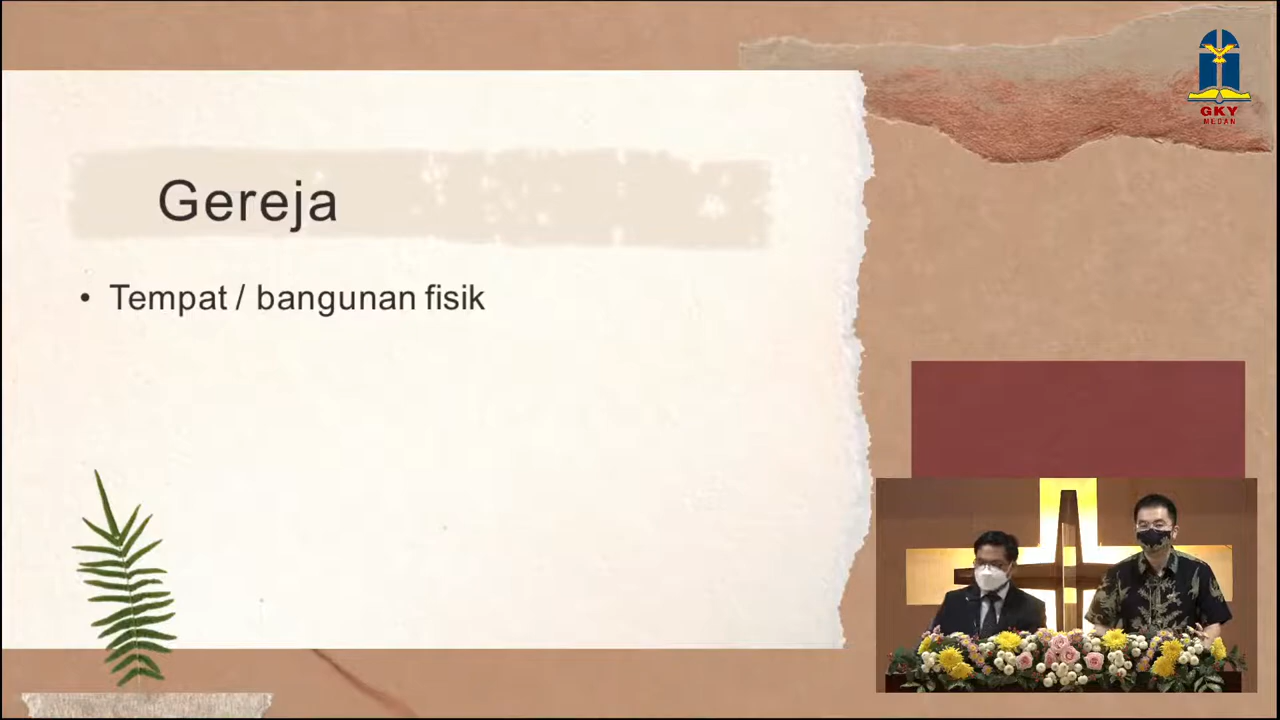 GKY
MEDAN
Gereja
• Tempat / bangunan fisik